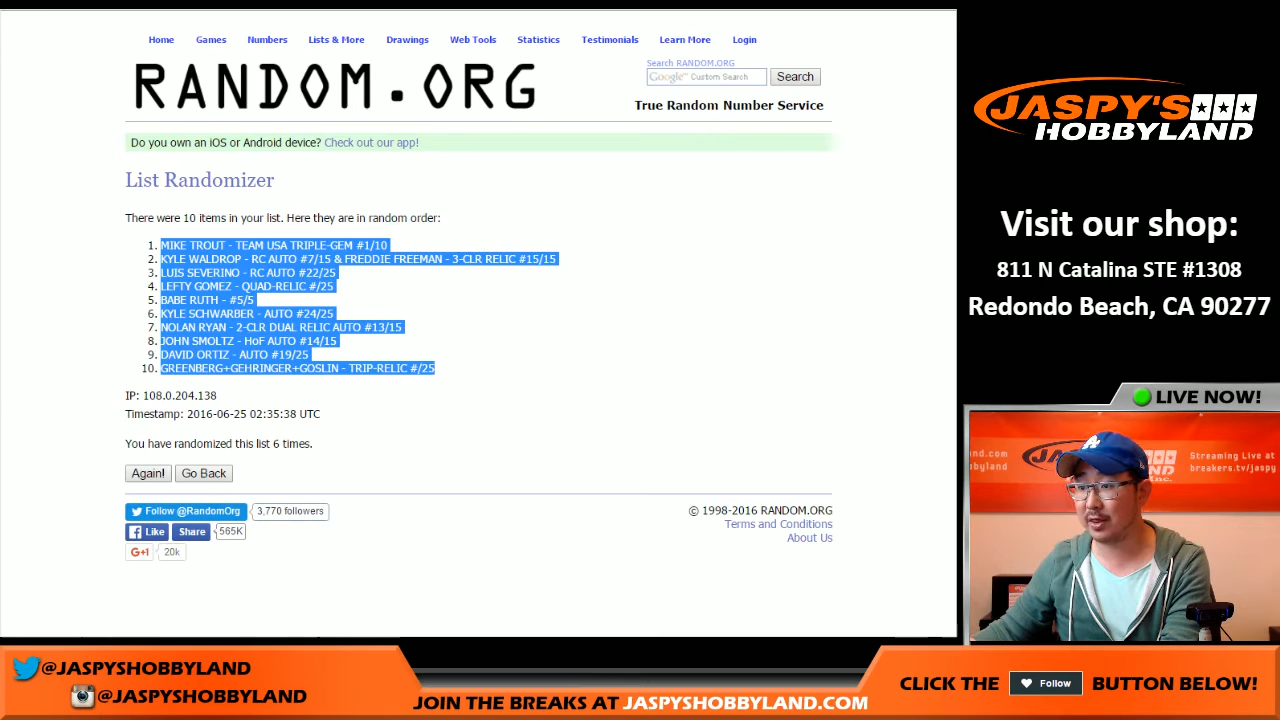 Home Games Numbers Lists & More Drawings Web Tools Statistics Testimonials Learn More Login
RANDOM.ORG
Search RANDOM.ORG
Google™ Custom Search Search
True Random Number Service
Do you own an iOS or Android device? Check out our app!
List Randomizer
There were 10 items in your list. Here they are in random order:
1. MIKE TROUT - TEAM USA TRIPLE-GEM #1/10
2. KYLE WALDROP - RC AUTO #7/15 & FREDDIE FREEMAN - 3-CLR RELIC #15/15
3. LUIS SEVERINO - RC AUTO #22/25
4. LEFTY GOMEZ - QUAD-RELIC #/25
5. BABE RUTH - #5/5
6. KYLE SCHWARBER - AUTO #24/25
7. NOLAN RYAN - 2-CLR DUAL RELIC AUTO #13/15
8. JOHN SMOLTZ - HoF AUTO #14/15
9. DAVID ORTIZ - AUTO #19/25
10. GREENBERG+GEHRINGER+GOSLIN - TRIP-RELIC #/25
IP: 108.0.204.138
Timestamp: 2016-06-25 02:35:38 UTC
You have randomized this list 6 times.
Again! Go Back
Follow @RandomOrg 3,770 followers
Like Share 565K
G+1 20k
© 1998-2016 RANDOM.ORG
Terms and Conditions
About Us
JASPY'S
HOBBYLAND
Visit our shop:
811 N Catalina STE #1308
Redondo Beach, CA 90277
LIVE NOW!
nd.com
byland
JA
Streaming Live at
breakers.tv/jaspy
Inc.
@JASPYSHOBBYLAND
@JASPYSHOBBYLAND
JOIN THE BREAKS AT JASPYSHOBBYLAND.COM
CLICK THE Follow BUTTON BELOW!